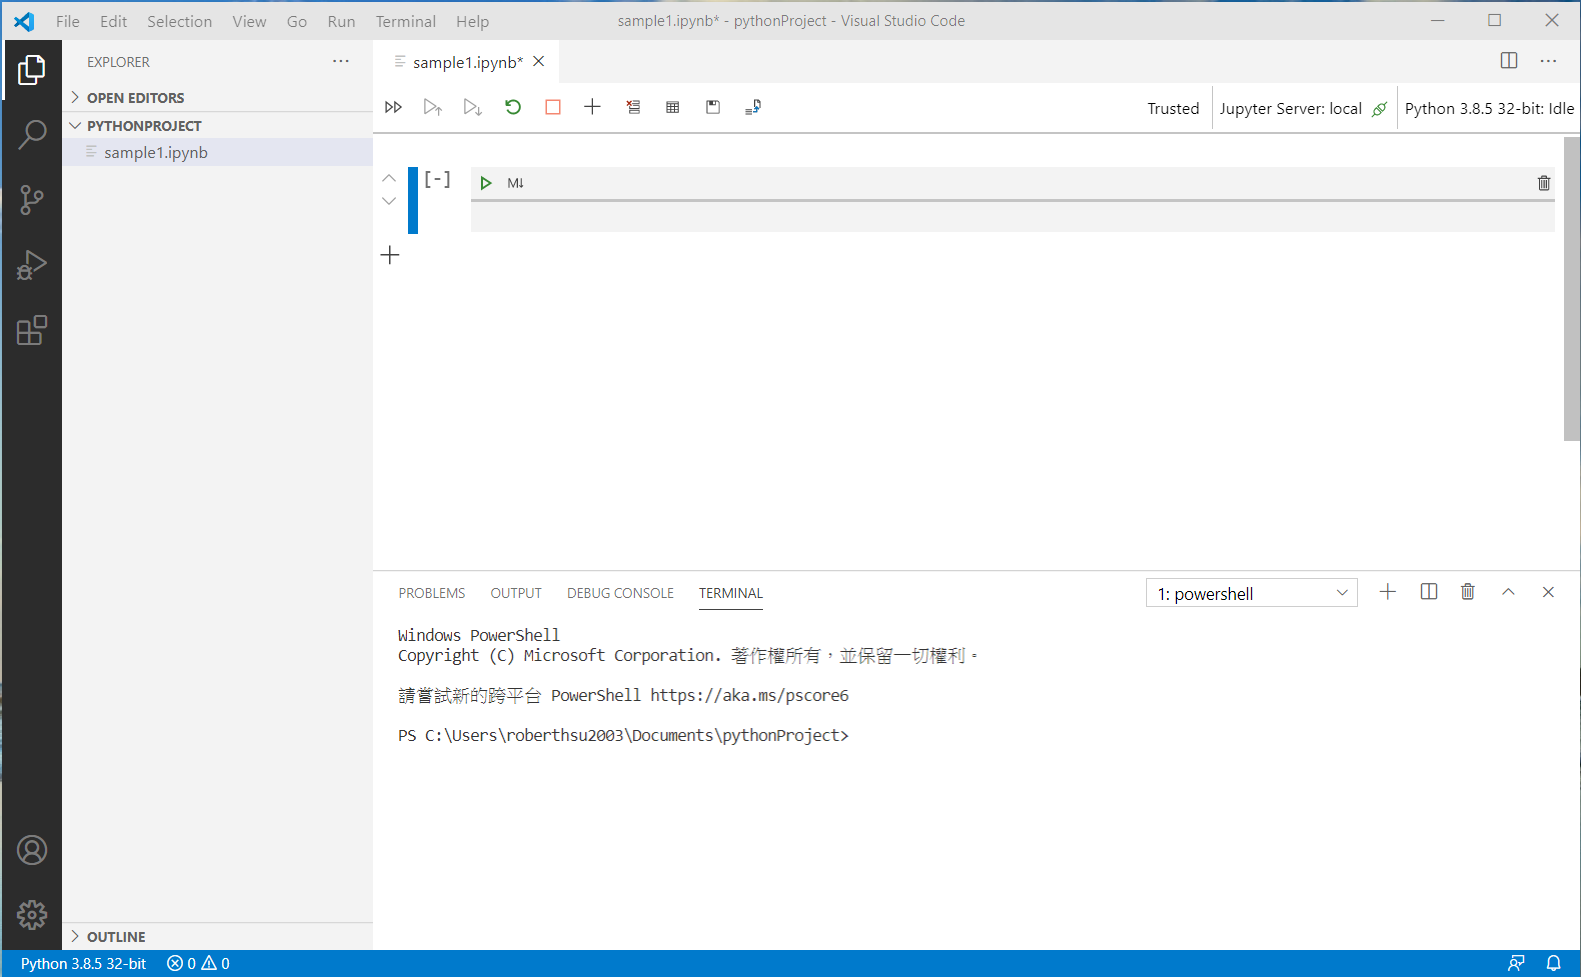 File Edit Selection View Go Run Terminal Help
sample1.ipynb* - pythonProject - Visual Studio Code
EXPLORER
OPEN EDITORS
PYTHONPROJECT
sample1.ipynb
OUTLINE
sample1.ipynb*
Trusted
Jupyter Server: local
Python 3.8.5 32-bit: Idle
[-]
M↓
PROBLEMS OUTPUT DEBUG CONSOLE TERMINAL
1: powershell
Windows PowerShell
Copyright (C) Microsoft Corporation. 著作權所有，並保留一切權利。
請嘗試新的跨平台 PowerShell https://aka.ms/pscore6
PS C:\Users\roberthsu2003\Documents\pythonProject>
Python 3.8.5 32-bit 0 0